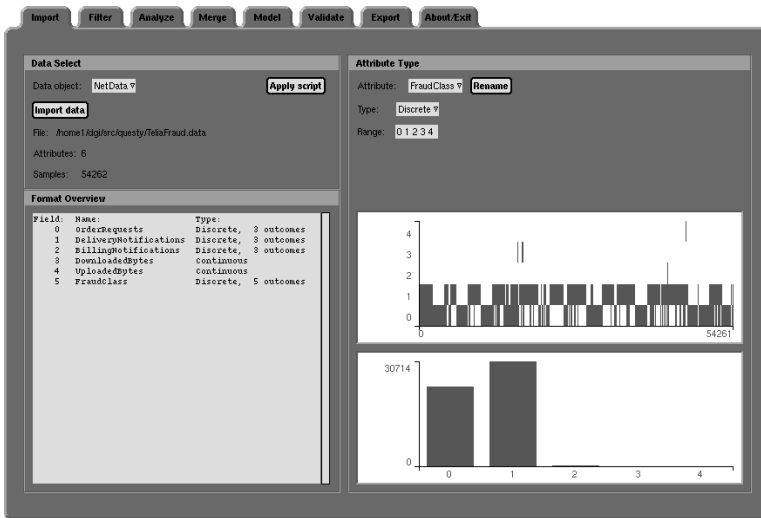 Import Filter Analyze Merge Model Validate Export About/Exit
Data Select
Data object: NetData Apply script
Import data
File: /home1/dgi/src/questy/TeliaFraud.data
Attributes: 6
Samples: 54262
Format Overview
Field: Name: Type:
0 OrderRequests Discrete, 3 outcomes
1 DeliveryNotifications Discrete, 3 outcomes
2 BillingNotifications Discrete, 3 outcomes
3 DownloadedBytes Continuous
4 UploadedBytes Continuous
5 FraudClass Discrete, 5 outcomes
Attribute Type
Attribute: FraudClass Rename
Type: Discrete
Range: 0 1 2 3 4
4
3
2
1
0
0 54261
30714
0
0 1 2 3 4